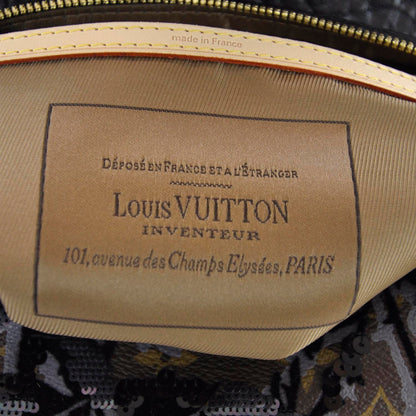 made in France
DÉPOSÉ EN FRANCE ET A L'ÉTRANGER
LOUIS VUITTON
INVENTEUR
101, avenue des Champs Elysées, PARIS